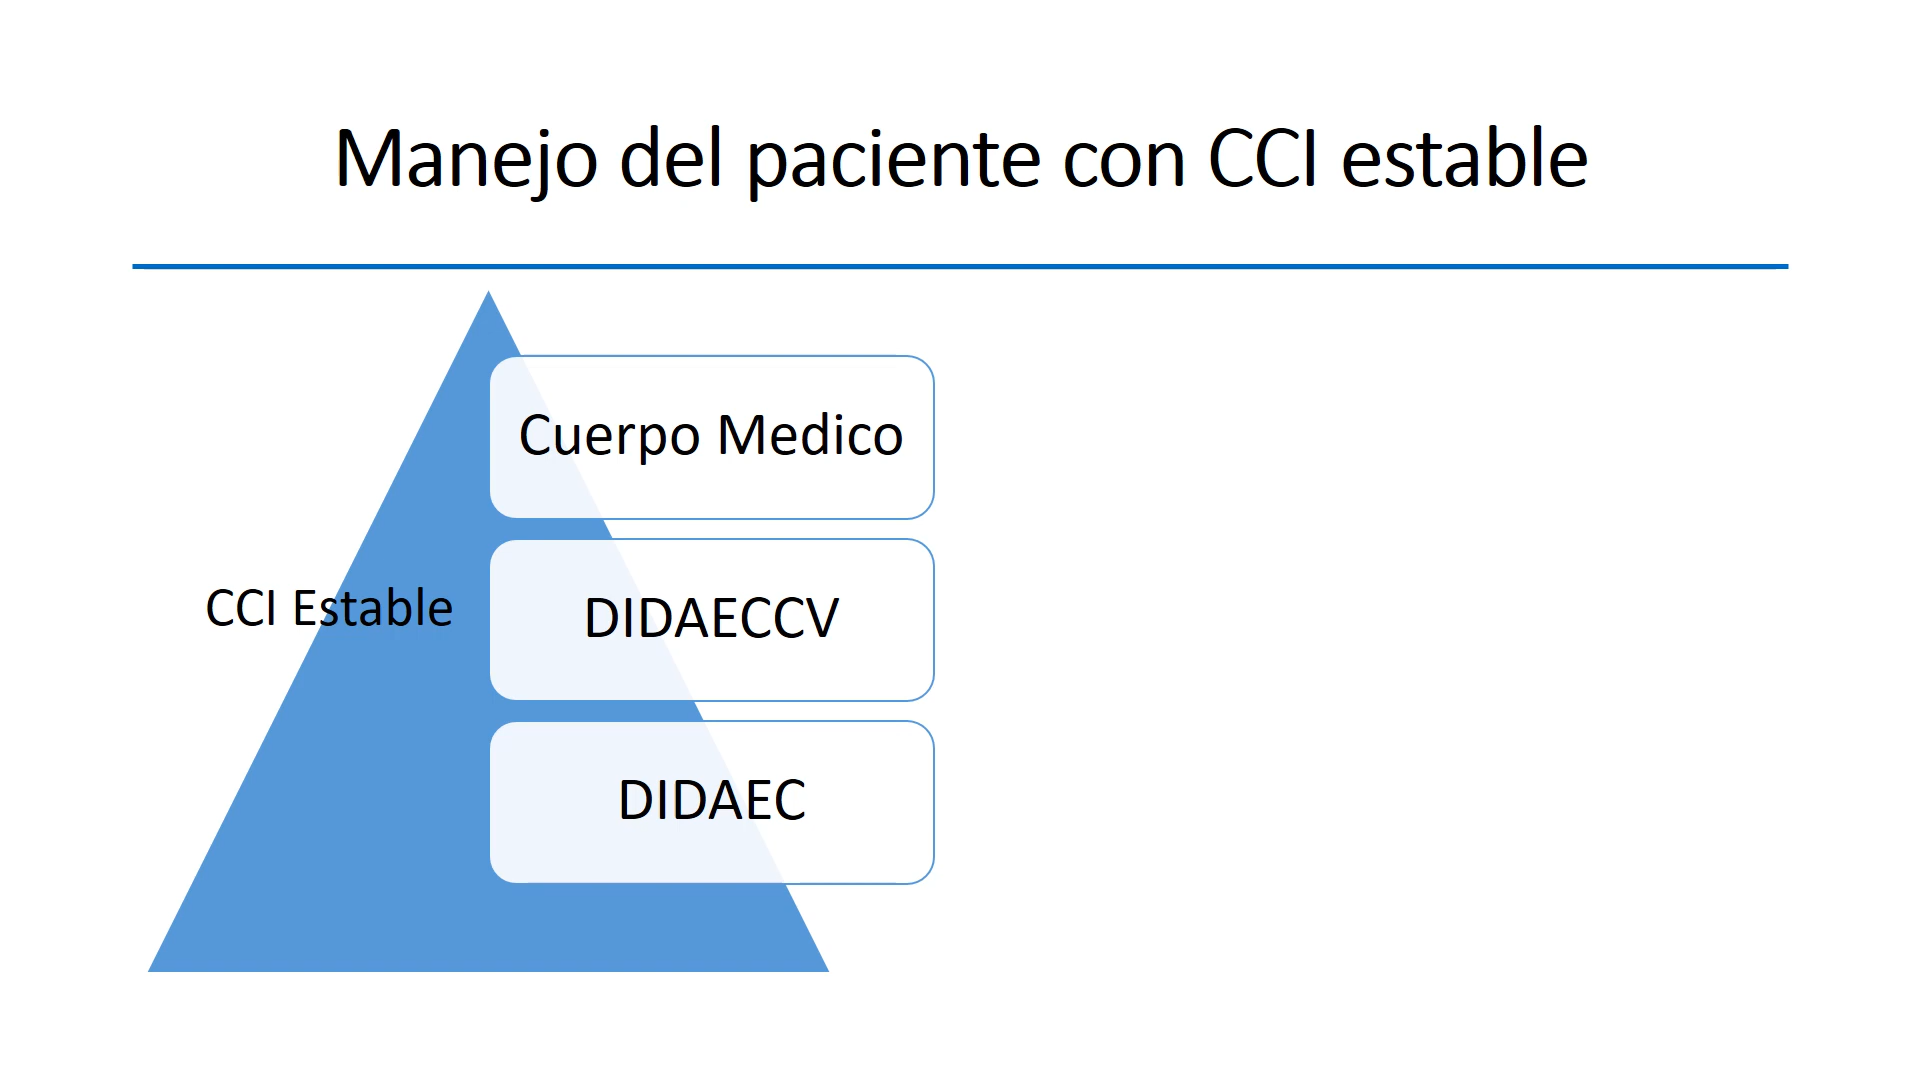 Manejo del paciente con CCI estable
Cuerpo Medico
CCI Estable
DIDAECCV
DIDAEC